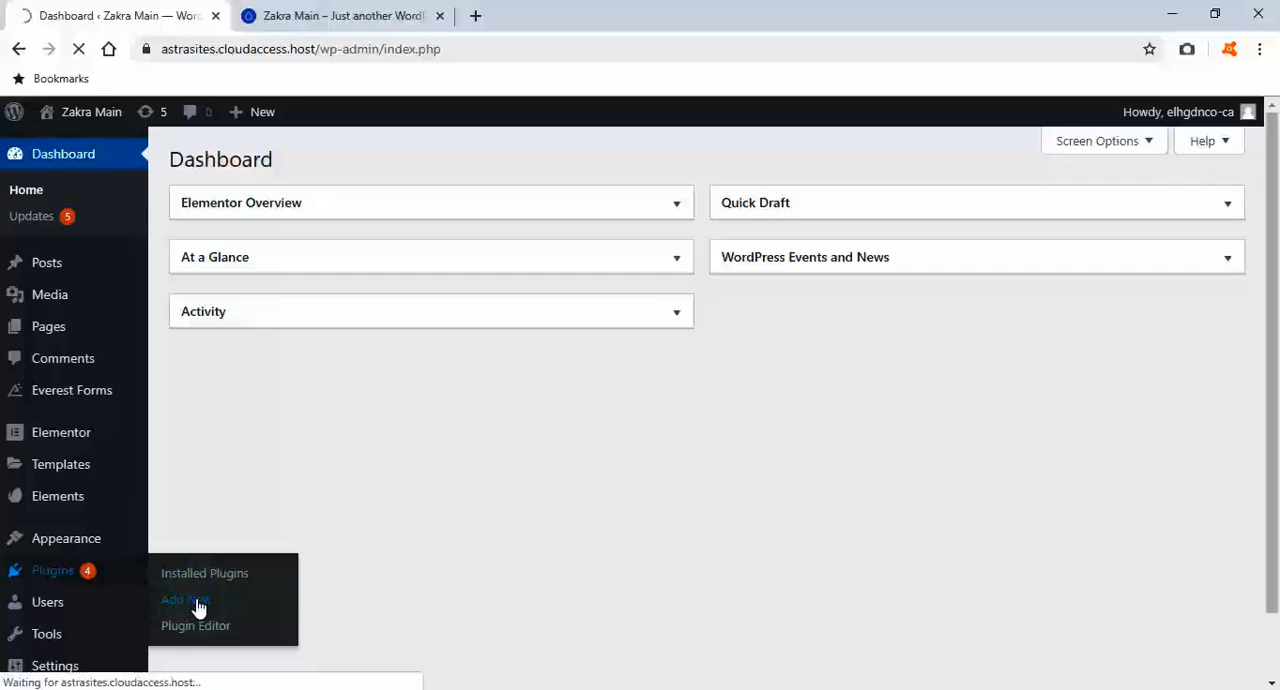 Dashboard ‹ Zakra Main — Wor
Zakra Main – Just another Word
astrasites.cloudaccess.host/wp-admin/index.php
Bookmarks
Zakra Main
5
0
New
Howdy, elhgdnco-ca
Dashboard
Screen Options
Help
Dashboard
Home
Updates 5
Elementor Overview
Quick Draft
At a Glance
WordPress Events and News
Activity
Posts
Media
Pages
Comments
Everest Forms
Elementor
Templates
Elements
Appearance
Plugins 4
Installed Plugins
Add New
Plugin Editor
Users
Tools
Settings
Waiting for astrasites.cloudaccess.host...